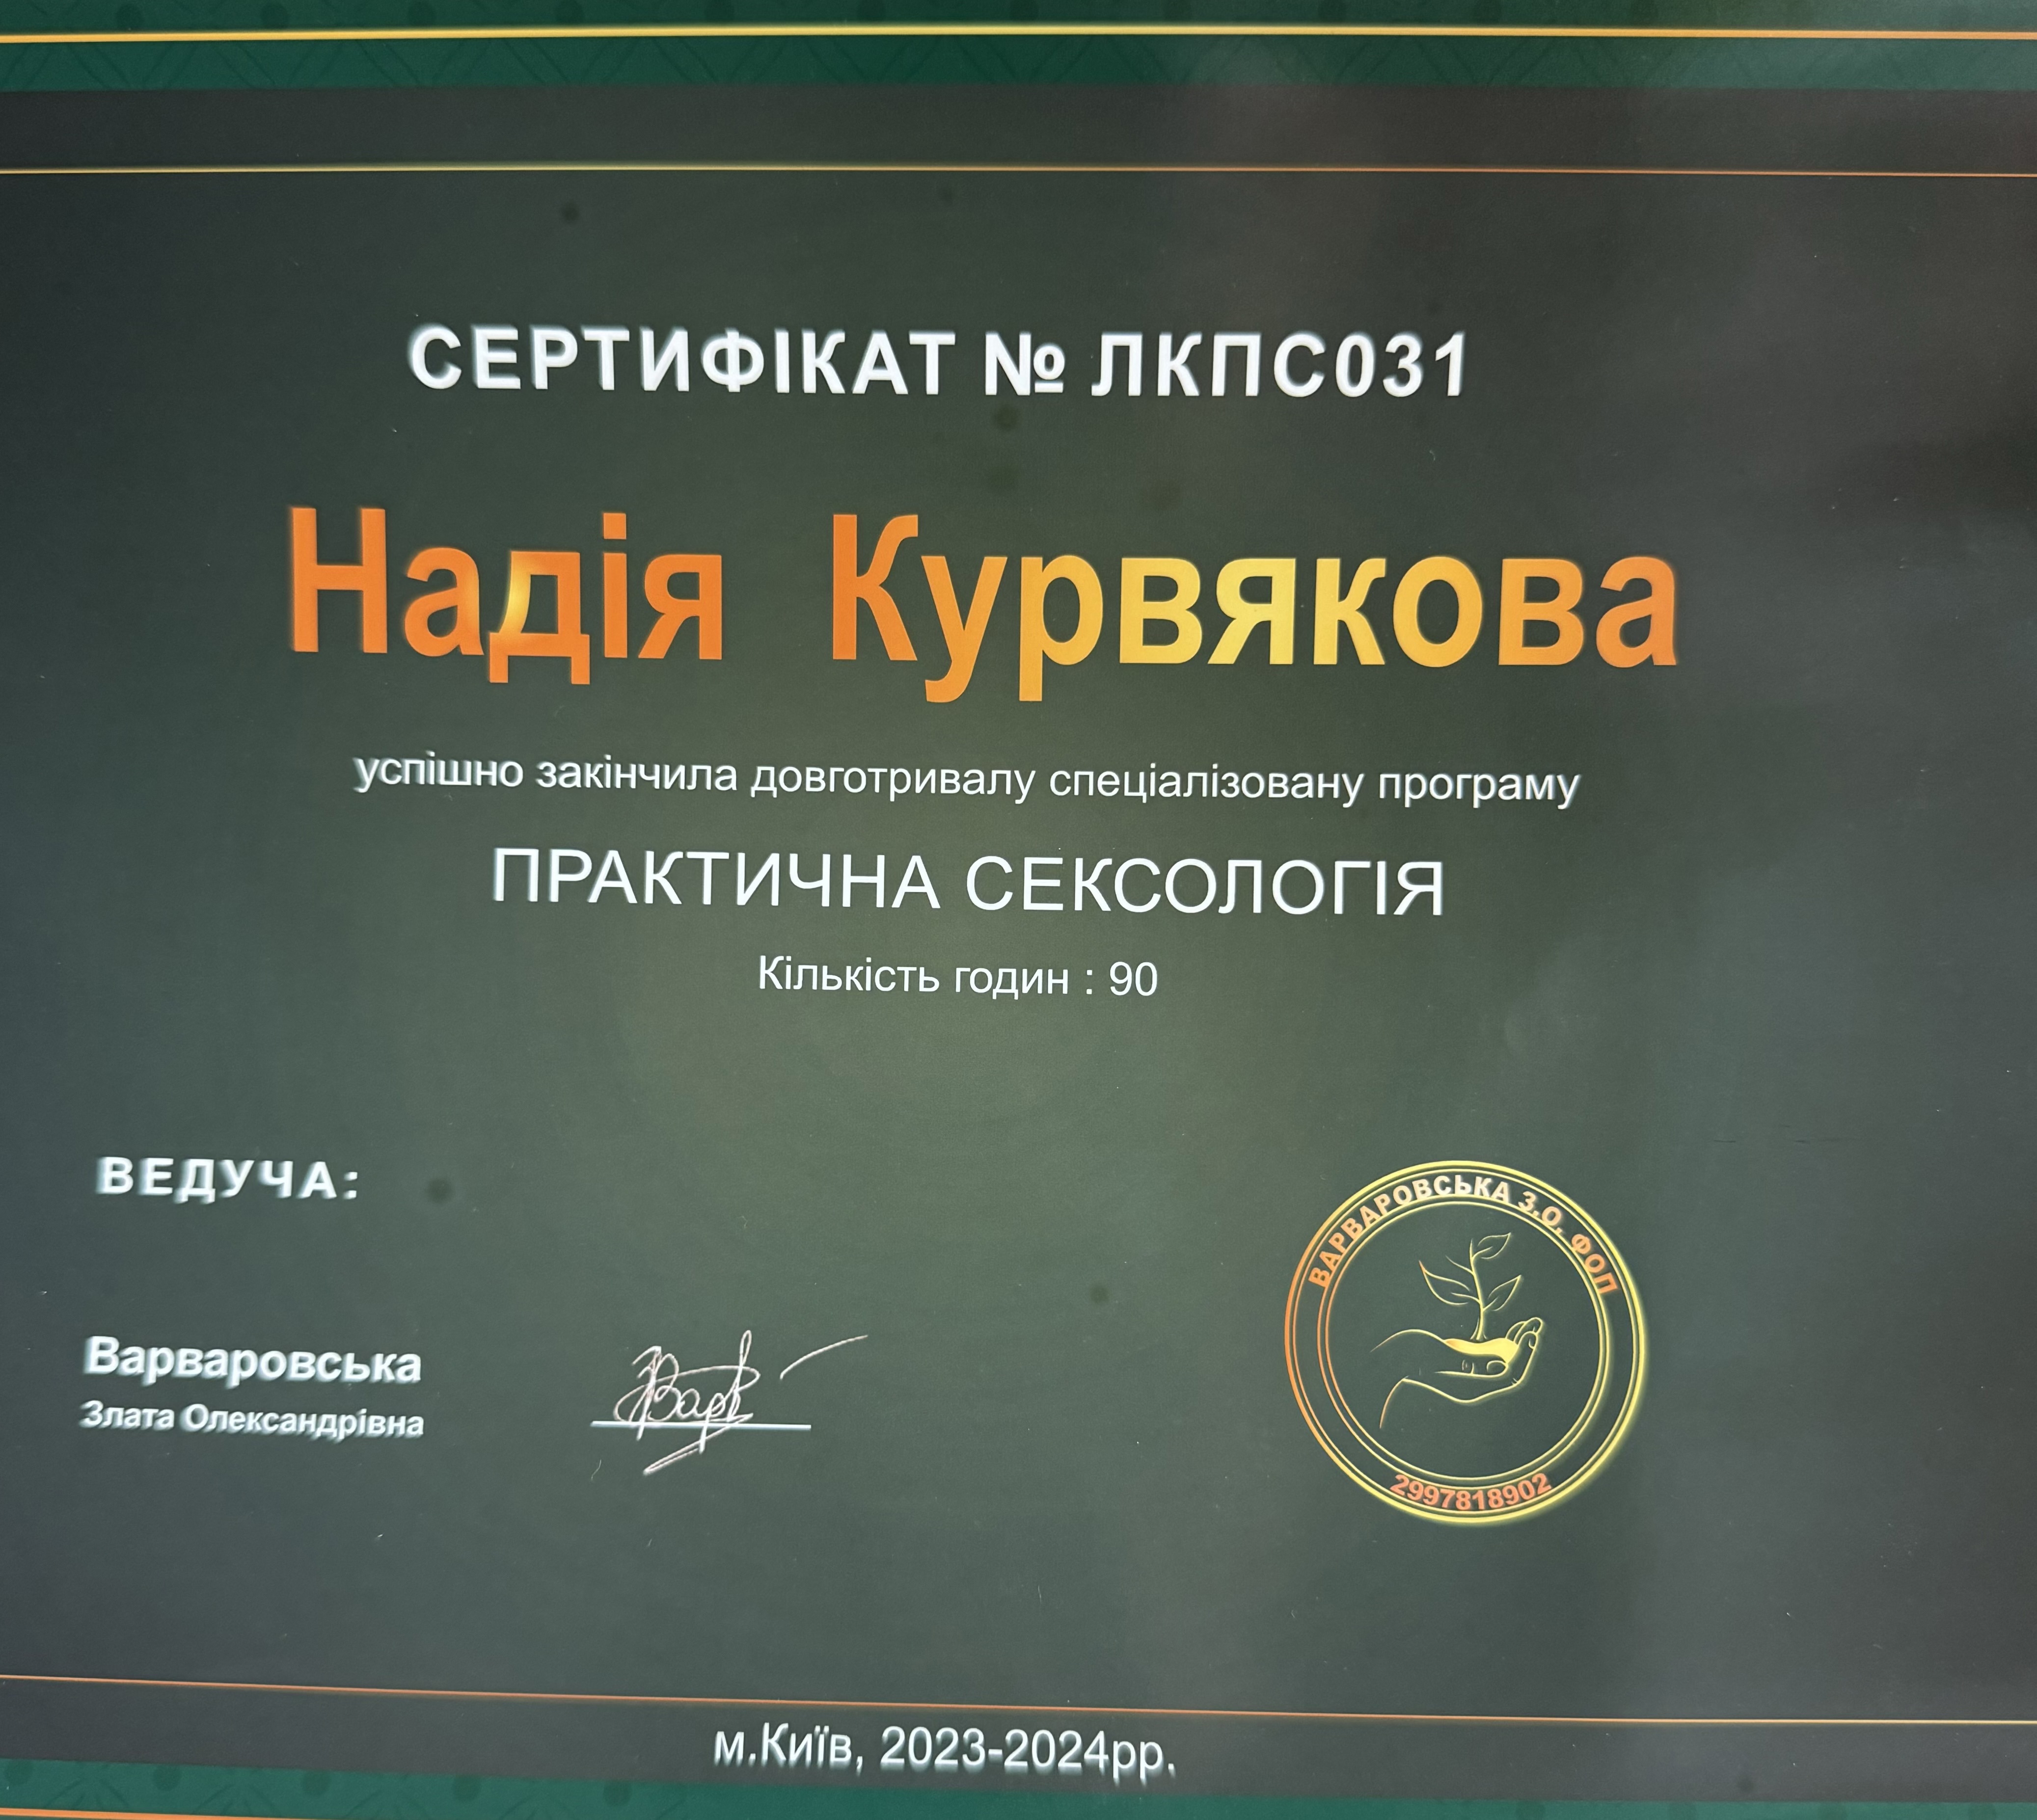 СЕРТИФІКАТ № ЛКПС031
Надія Курвякова
успішно закінчила довготривалу спеціалізовану програму
ПРАКТИЧНА СЕКСОЛОГІЯ
Кількість годин : 90
ВЕДУЧА:
Варваровська
Злата Олександрівна
Варв
ВАРВАРОВСЬКА З.О. ФОП
2997818902
м.Київ, 2023-2024рр.